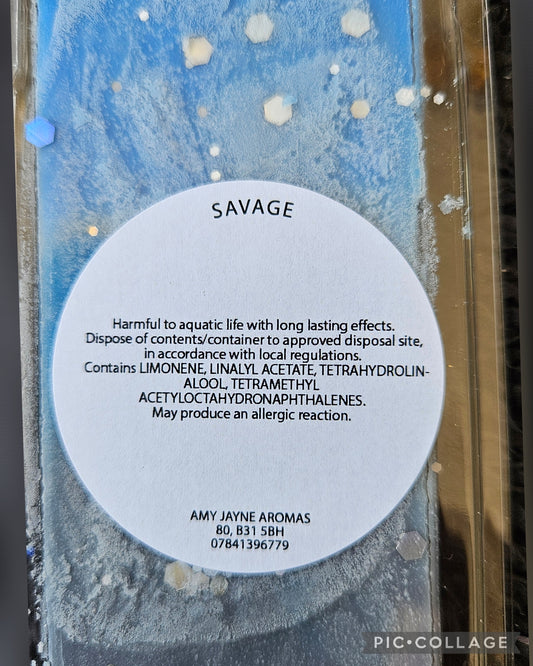 SAVAGE
Harmful to aquatic life with long lasting effects.
Dispose of contents/container to approved disposal site,
in accordance with local regulations.
Contains LIMONENE, LINALYL ACETATE, TETRAHYDROLIN-
ALOOL, TETRAMETHYL
ACETYLOCTAHYDRONAPHTHALENES.
May produce an allergic reaction.
AMY JAYNE AROMAS
80, B31 5BH
07841396779
PIC•COLLAGE